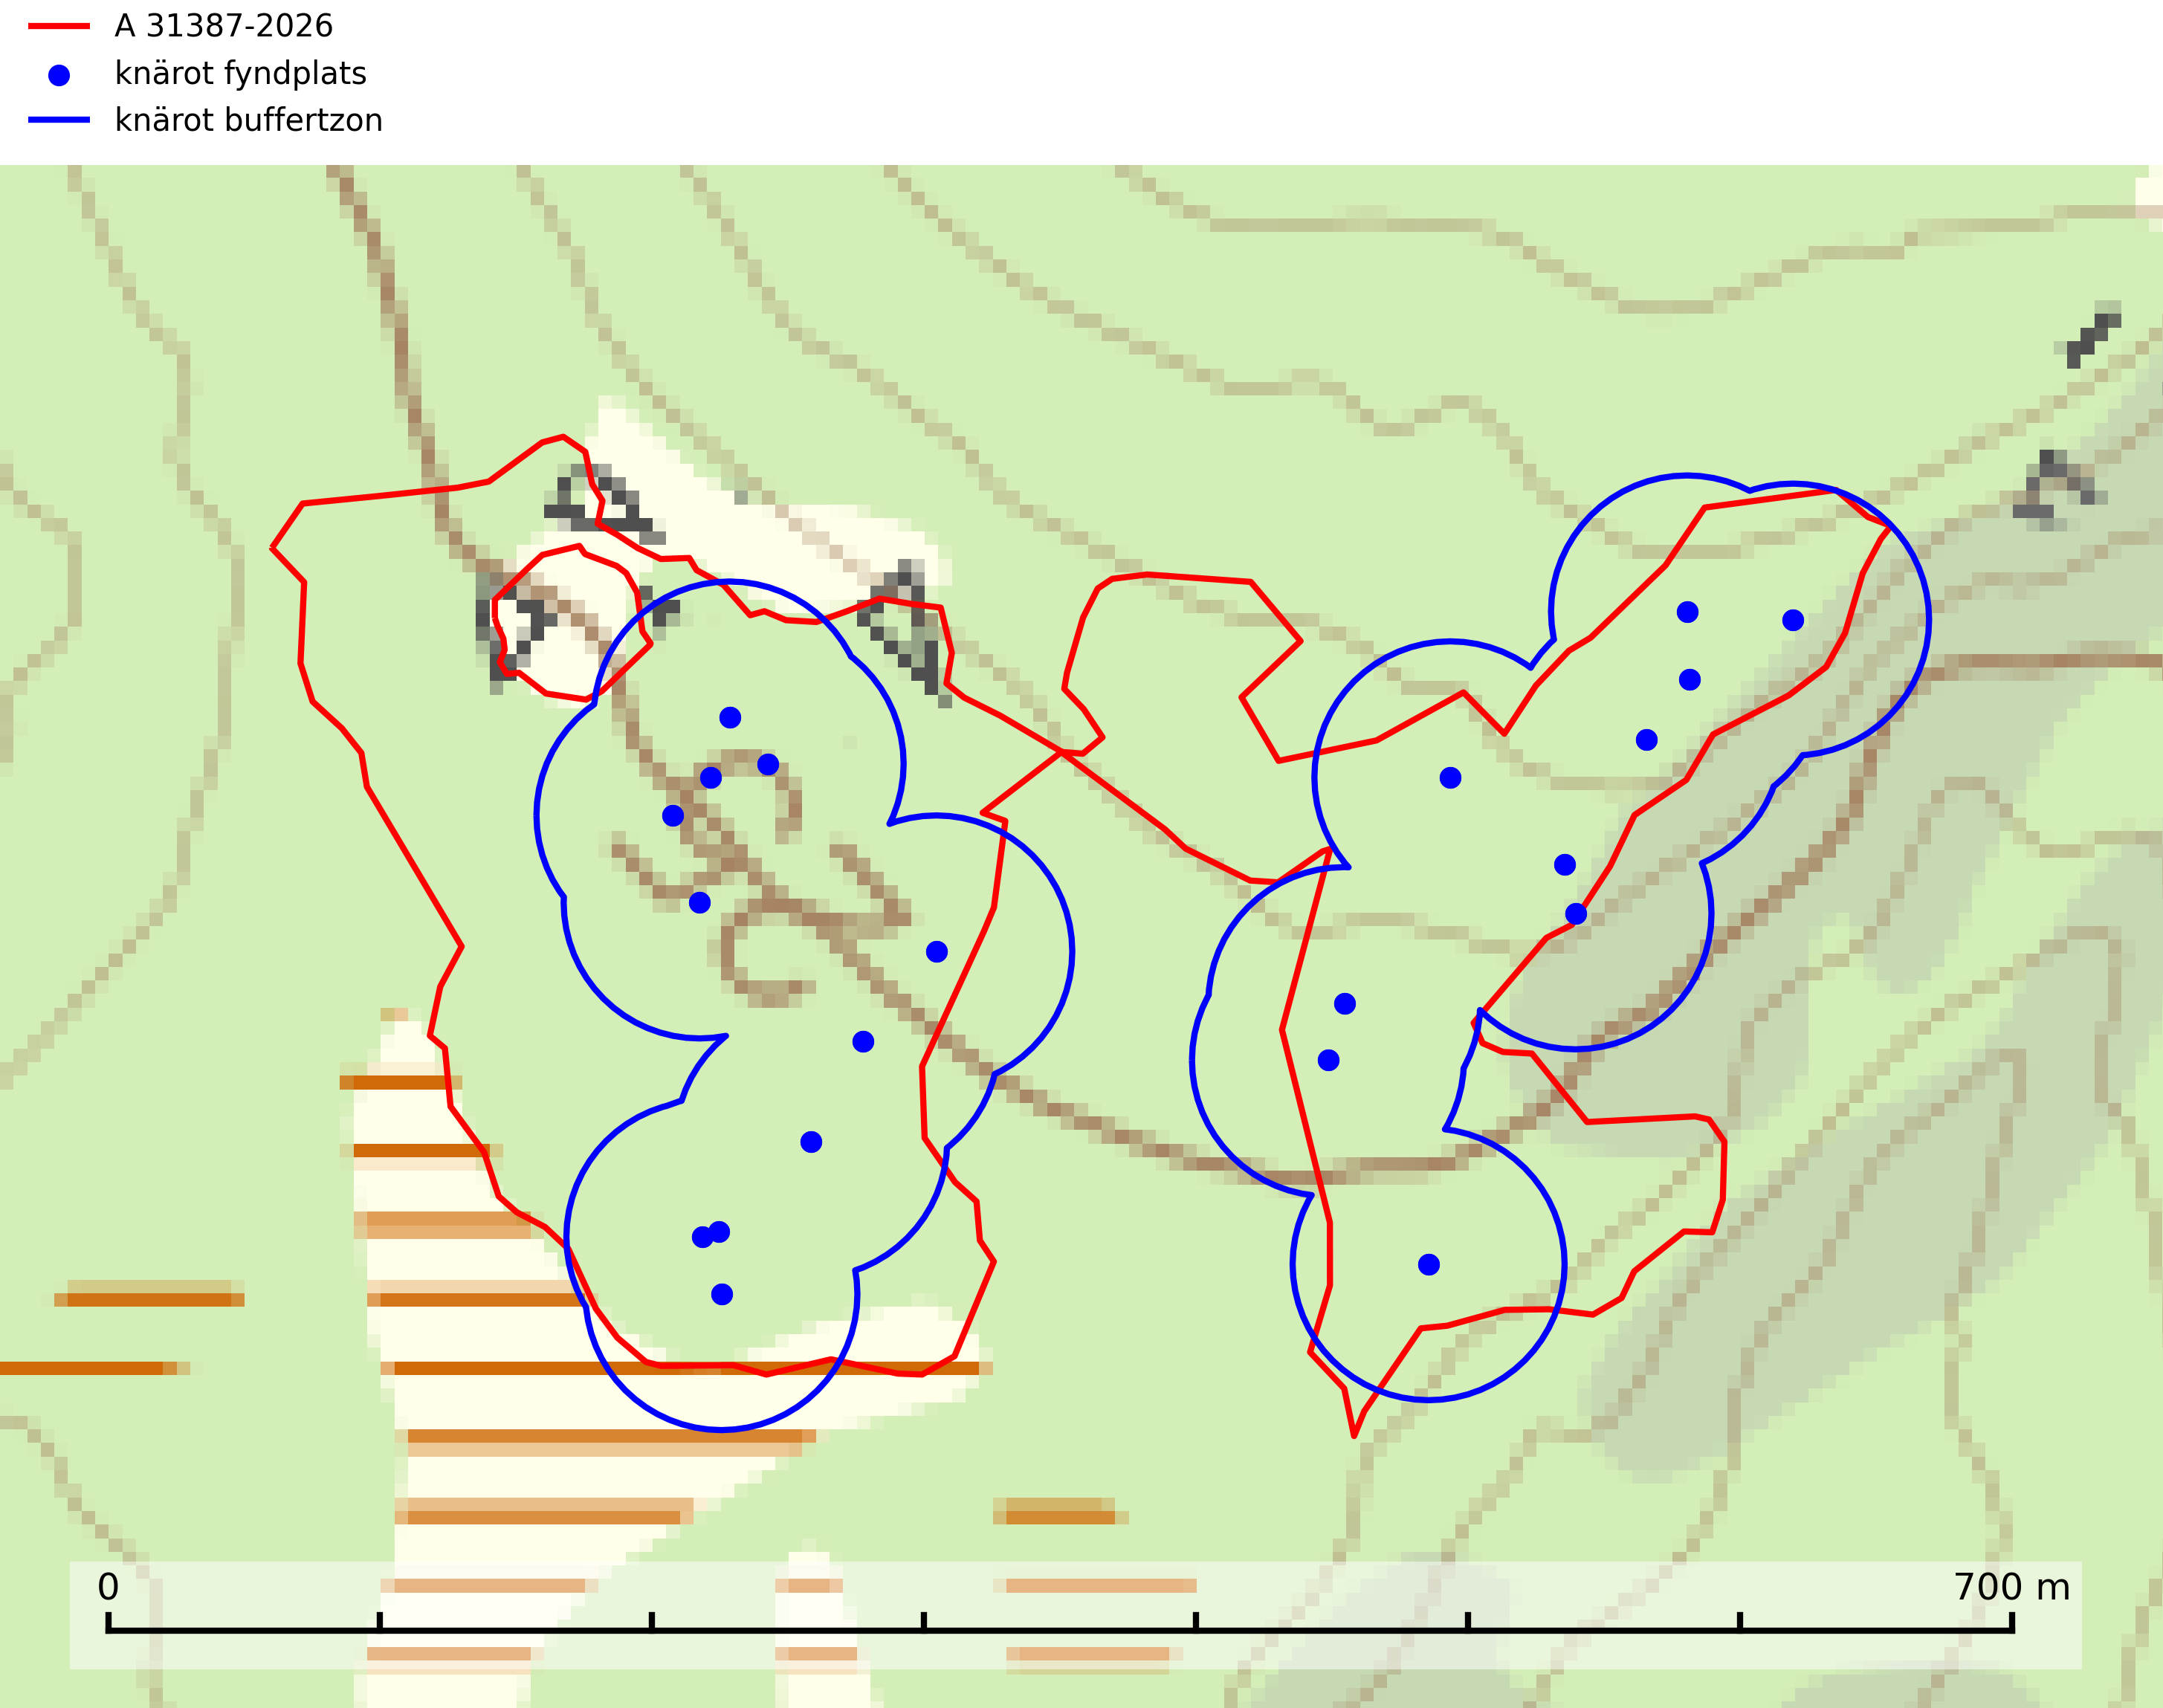 A 31387-2026
knärot fyndplats
knärot buffertzon
0
700 m